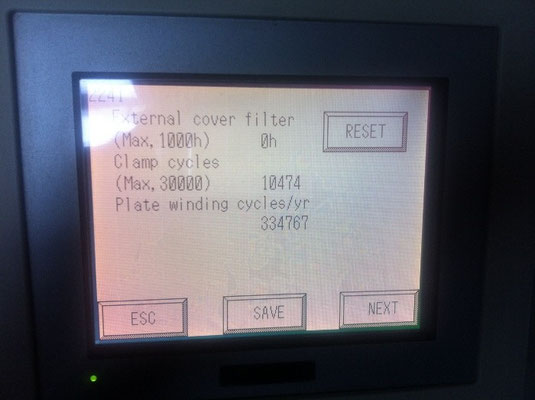 2241
External cover filter
(Max,1000h) 0h
RESET
Clamp cycles
(Max,30000) 10474
Plate winding cycles/yr
334767
ESC
SAVE
NEXT